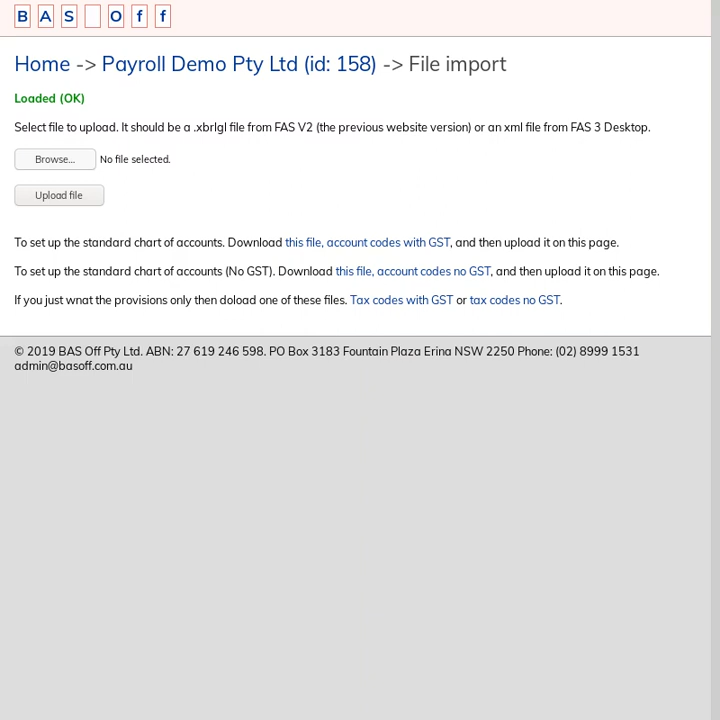 BAS Off
Home -> Payroll Demo Pty Ltd (id: 158) -> File import
Loaded (OK)
Select file to upload. It should be a .xbrlgl file from FAS V2 (the previous website version) or an xml file from FAS 3 Desktop.
Browse... No file selected.
Upload file
To set up the standard chart of accounts. Download this file, account codes with GST, and then upload it on this page.
To set up the standard chart of accounts (No GST). Download this file, account codes no GST, and then upload it on this page.
If you just wnat the provisions only then doload one of these files. Tax codes with GST or tax codes no GST.
© 2019 BAS Off Pty Ltd. ABN: 27 619 246 598. PO Box 3183 Fountain Plaza Erina NSW 2250 Phone: (02) 8999 1531
admin@basoff.com.au